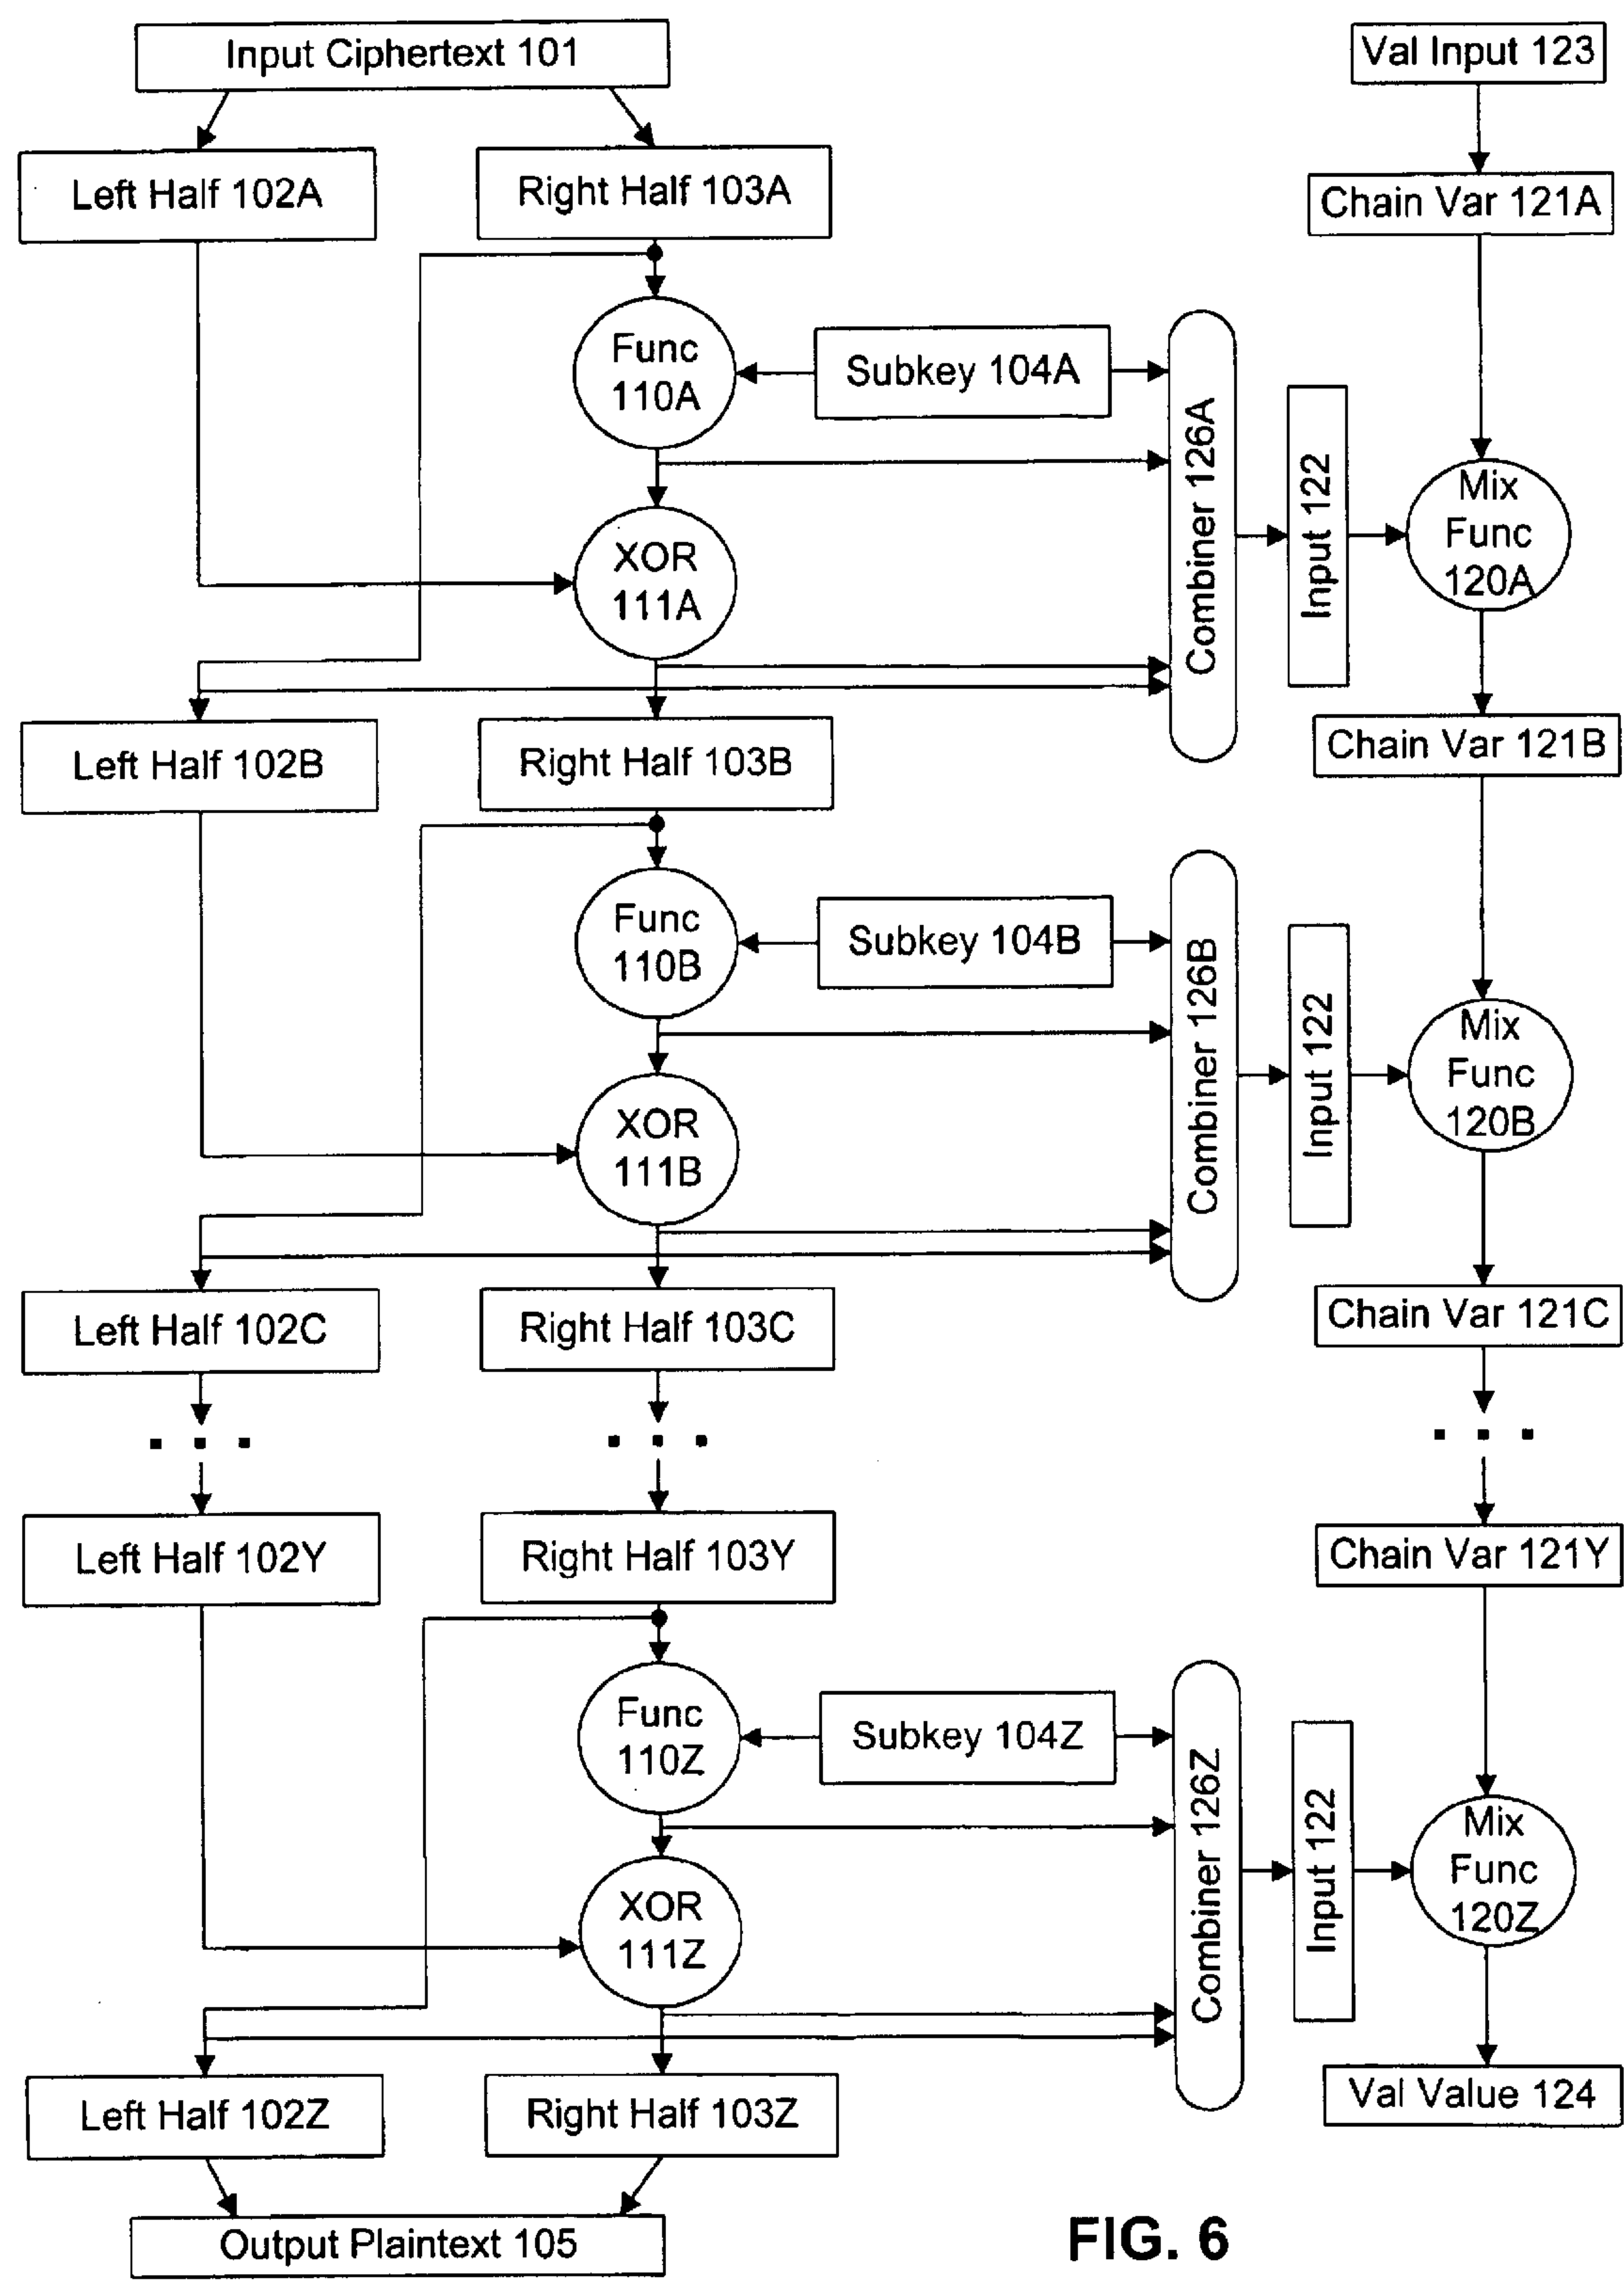 Input Ciphertext 101
Val Input 123
Left Half 102A
Right Half 103A
Chain Var 121A
Func
110A
Subkey 104A
Combiner 126A
Input 122
Mix
Func
120A
XOR
111A
Left Half 102B
Right Half 103B
Chain Var 121B
Func
110B
Subkey 104B
Combiner 126B
Input 122
Mix
Func
120B
XOR
111B
Left Half 102C
Right Half 103C
Chain Var 121C
Left Half 102Y
Right Half 103Y
Chain Var 121Y
Func
110Z
Subkey 104Z
Combiner 126Z
Input 122
Mix
Func
120Z
XOR
111Z
Left Half 102Z
Right Half 103Z
Val Value 124
Output Plaintext 105
FIG. 6